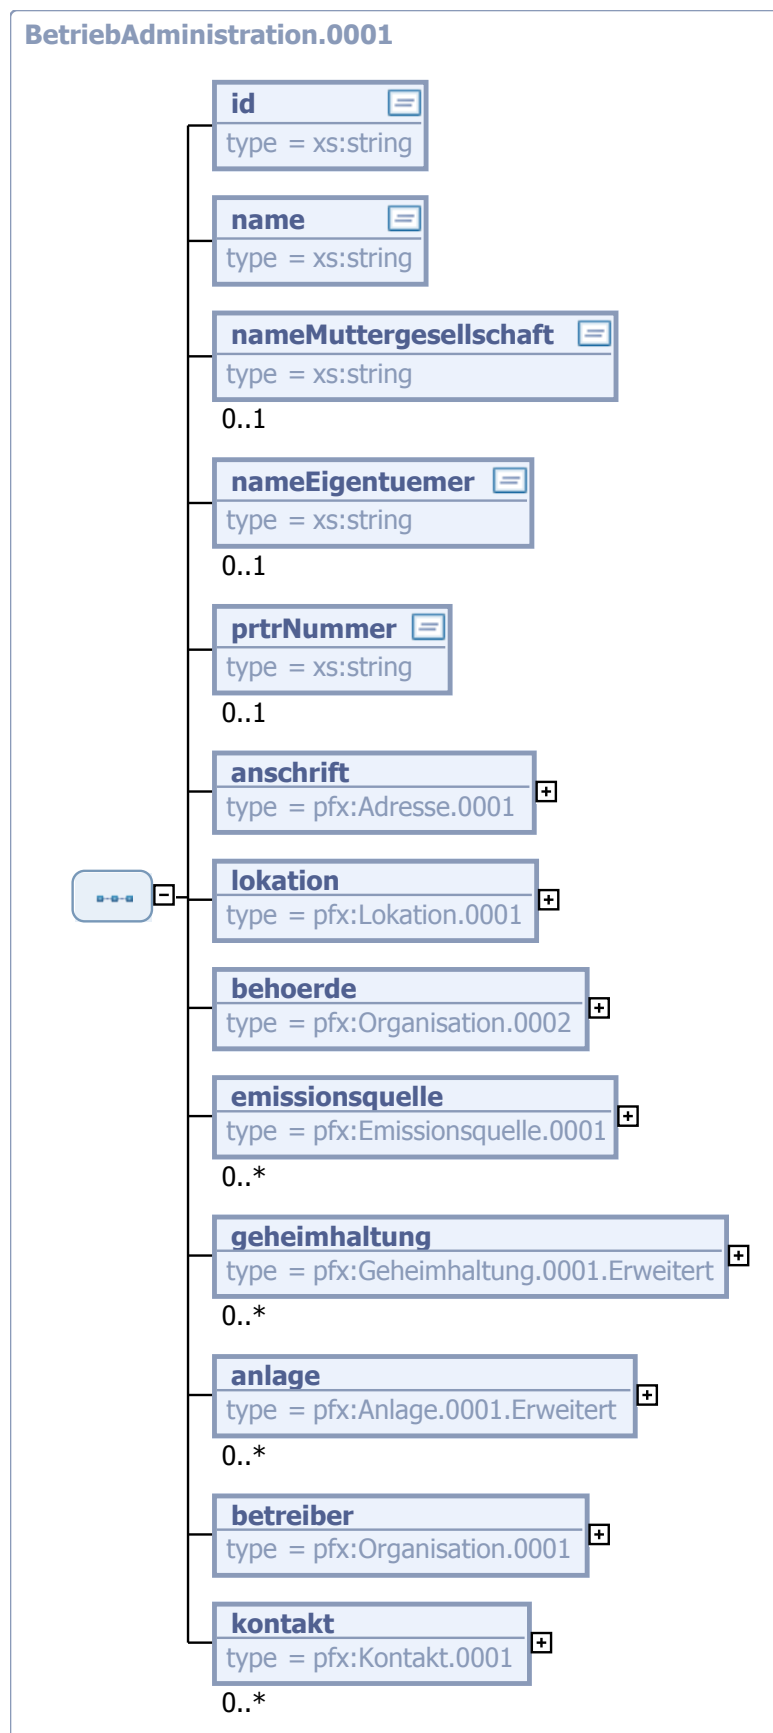 BetriebAdministration.0001
id
type = xs:string
name
type = xs:string
nameMuttergesellschaft
type = xs:string
0..1
nameEigentuemer
type = xs:string
0..1
prtrNummer
type = xs:string
0..1
anschrift
type = pfx:Adresse.0001
lokation
type = pfx:Lokation.0001
behoerde
type = pfx:Organisation.0002
emissionsquelle
type = pfx:Emissionsquelle.0001
0..*
geheimhaltung
type = pfx:Geheimhaltung.0001.Erweitert
0..*
anlage
type = pfx:Anlage.0001.Erweitert
0..*
betreiber
type = pfx:Organisation.0001
kontakt
type = pfx:Kontakt.0001
0..*